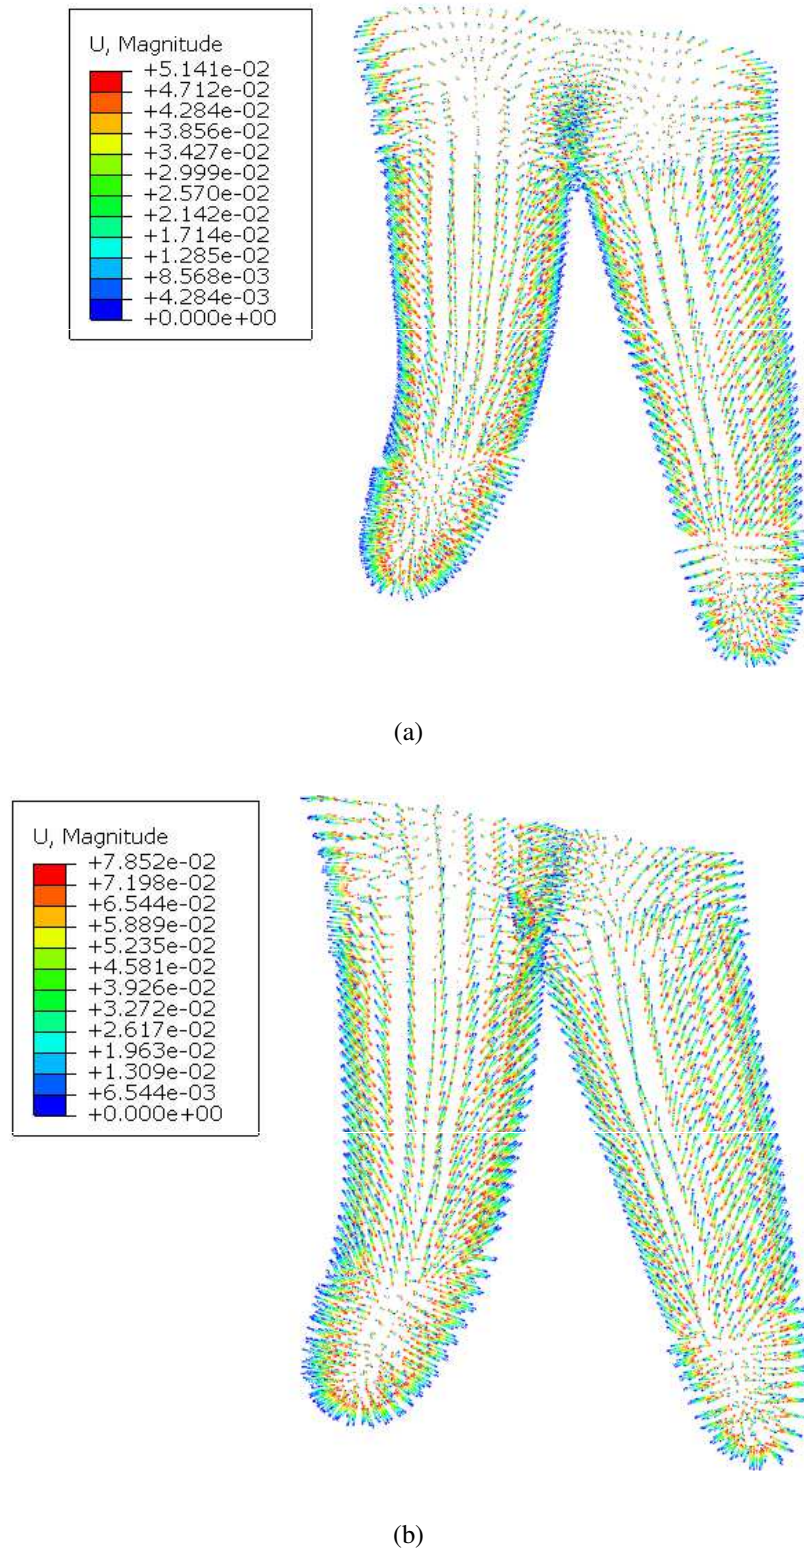 U, Magnitude
+5.141e-02
+4.712e-02
+4.284e-02
+3.856e-02
+3.427e-02
+2.999e-02
+2.570e-02
+2.142e-02
+1.714e-02
+1.285e-02
+8.568e-03
+4.284e-03
+0.000e+00
(a)
U, Magnitude
+7.852e-02
+7.198e-02
+6.544e-02
+5.889e-02
+5.235e-02
+4.581e-02
+3.926e-02
+3.272e-02
+2.617e-02
+1.963e-02
+1.309e-02
+6.544e-03
+0.000e+00
(b)